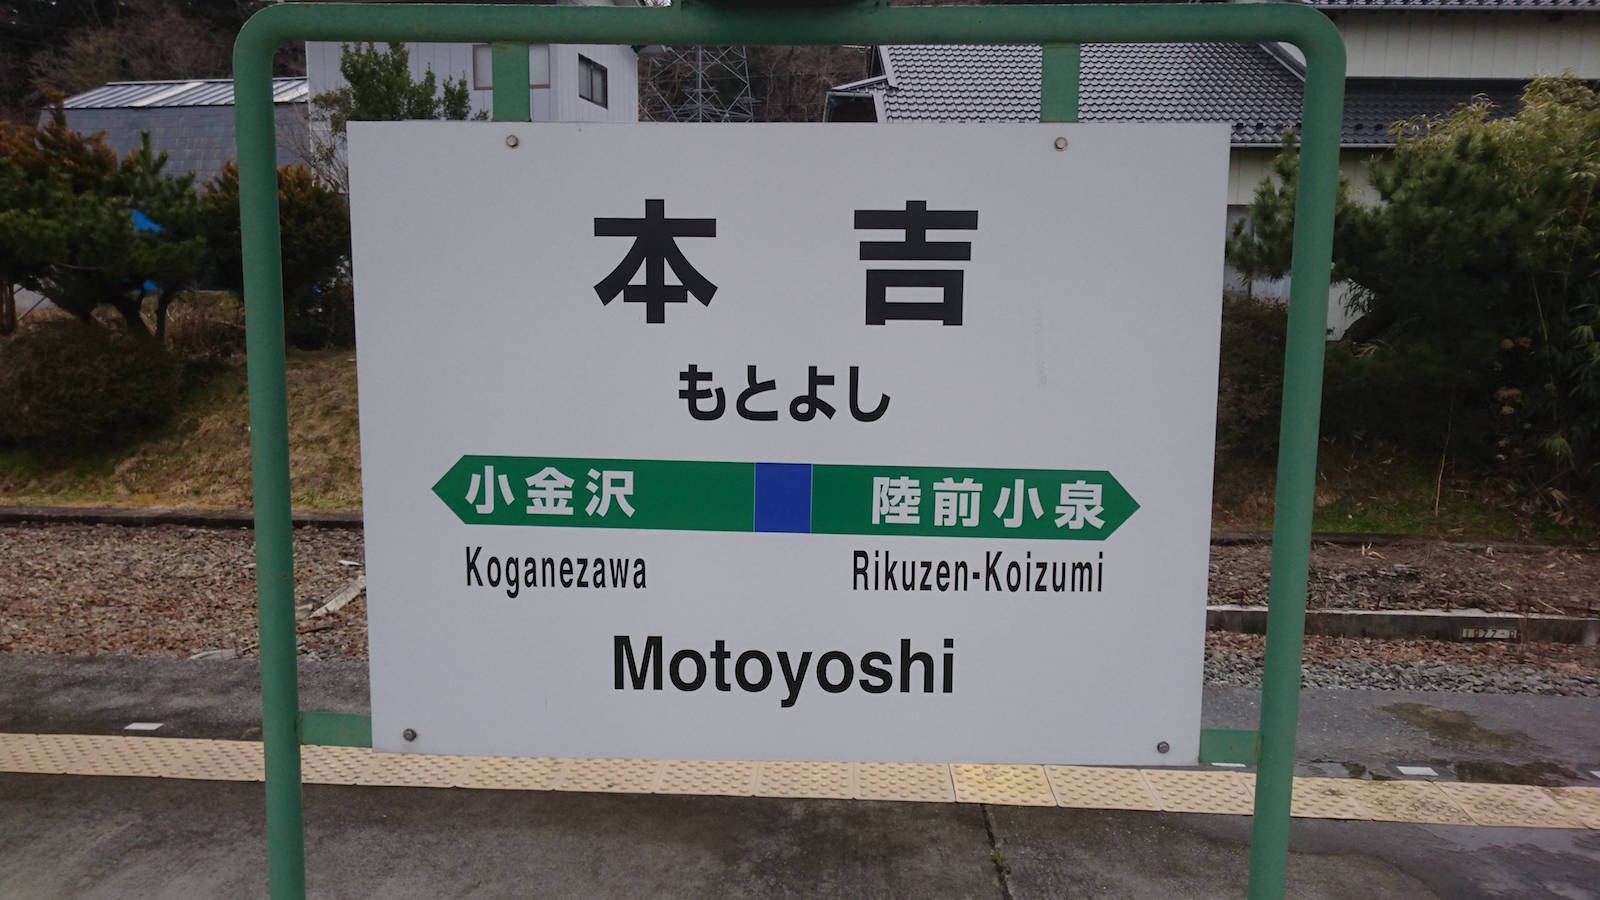 本吉
もとよし
小金沢 陸前小泉
Koganezawa Rikuzen-Koizumi
Motoyoshi